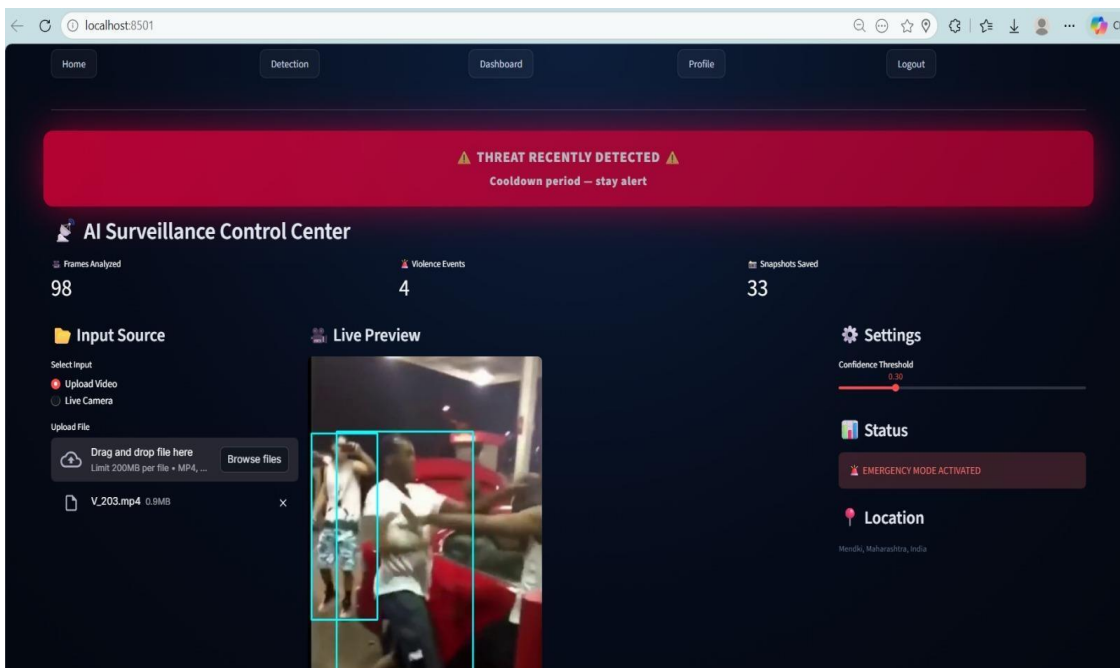 localhost:8501
Home
Detection
Dashboard
Profile
Logout
⚠ THREAT RECENTLY DETECTED ⚠
Cooldown period — stay alert
AI Surveillance Control Center
Frames Analyzed
98
Violence Events
4
Snapshots Saved
33
Input Source
Select Input
Upload Video
Live Camera
Upload File
Drag and drop file here
Limit 200MB per file • MP4, ...
Browse files
V_203.mp4 0.9MB
Live Preview
Settings
Confidence Threshold
0.30
Status
EMERGENCY MODE ACTIVATED
Location
Mendki, Maharashtra, India